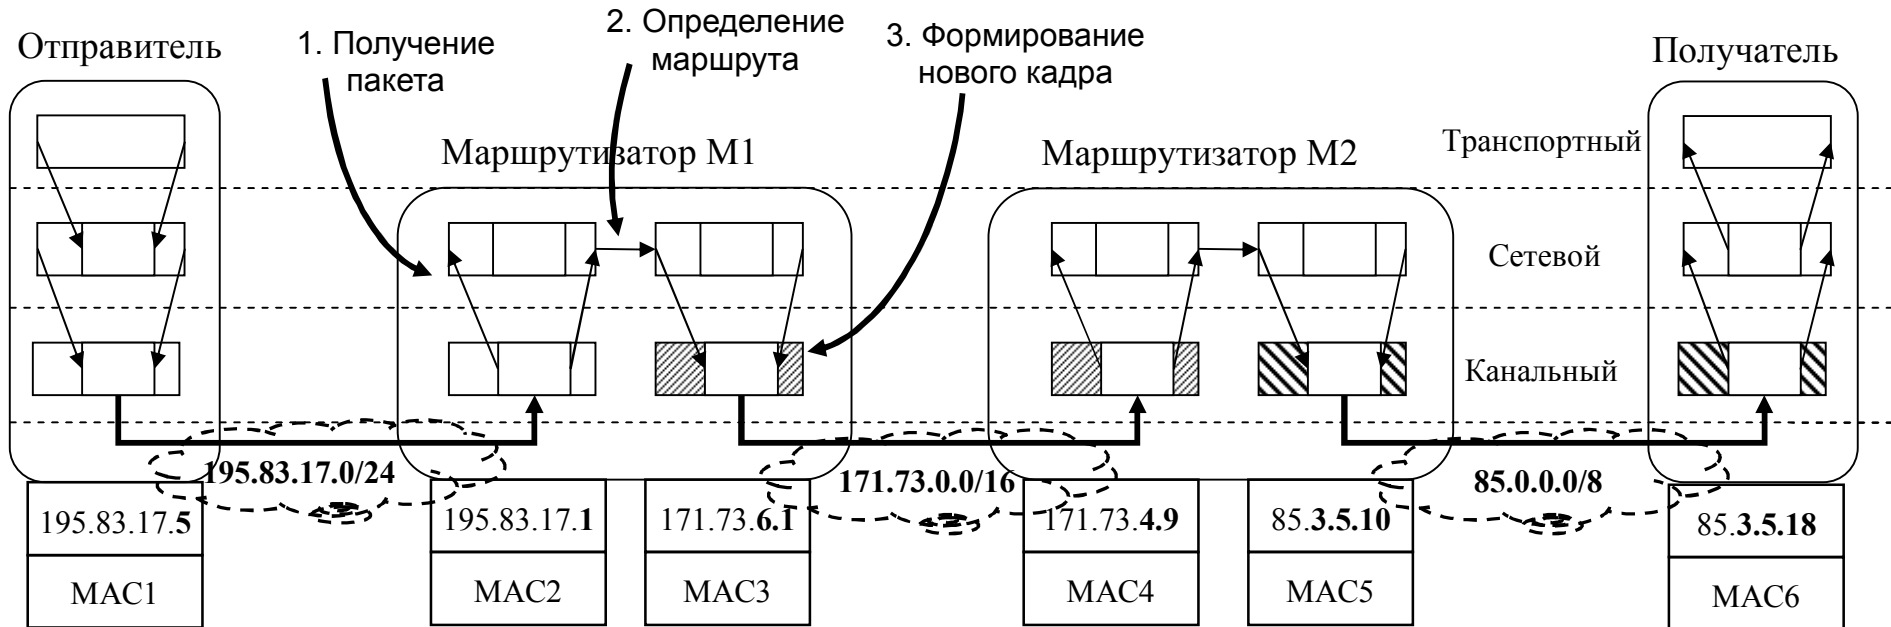 Отправитель
1. Получение
пакета
2. Определение
маршрута
3. Формирование
нового кадра
Получатель
Маршрутизатор М1
Маршрутизатор М2
Транспортный
Сетевой
Канальный
195.83.17.0/24
171.73.0.0/16
85.0.0.0/8
195.83.17.5
195.83.17.1
171.73.6.1
171.73.4.9
85.3.5.10
85.3.5.18
MAC1
MAC2
MAC3
MAC4
MAC5
MAC6